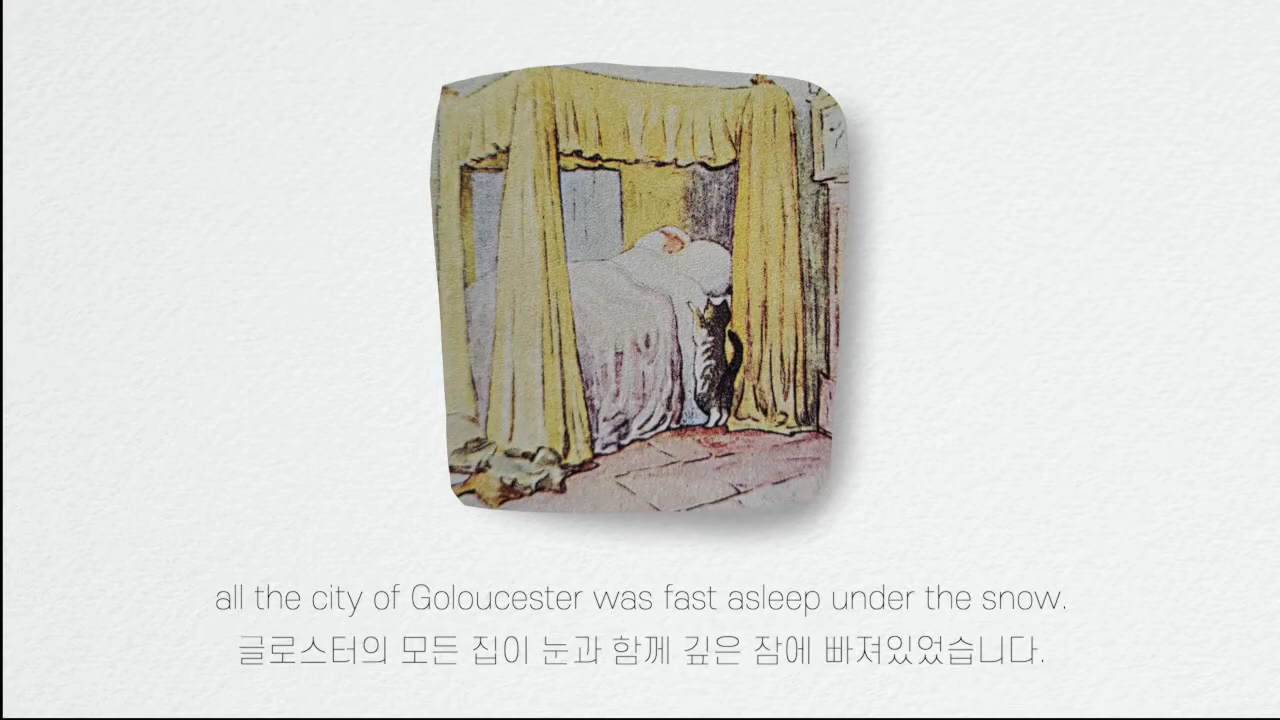 all the city of Goloucester was fast asleep under the snow.
글로스터의 모든 집이 눈과 함께 깊은 잠에 빠져있었습니다.